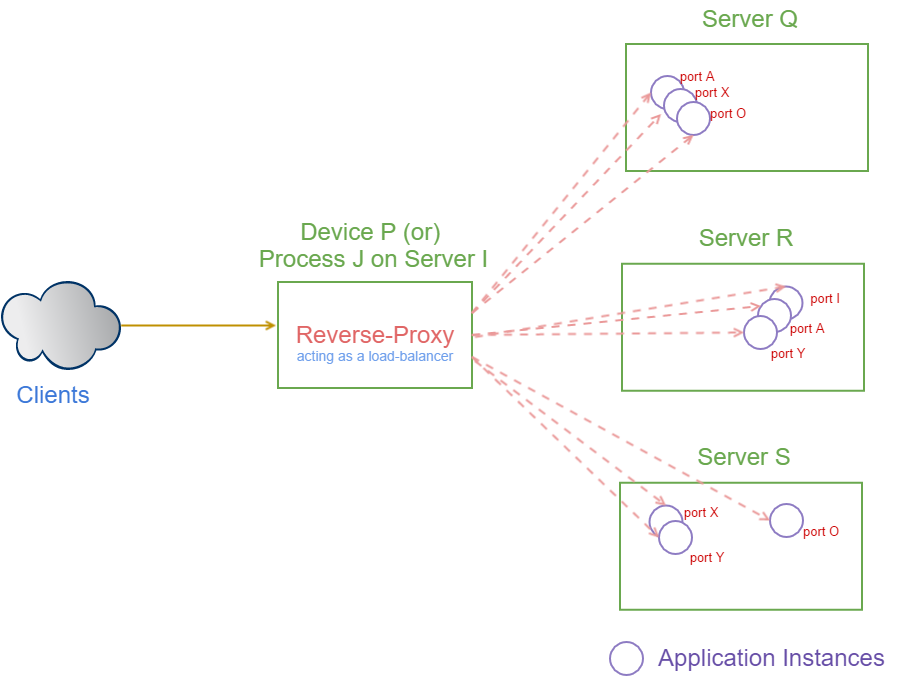 Server Q
port A
port X
port O
Device P (or)
Process J on Server I
Server R
port I
Reverse-Proxy
port A
acting as a load-balancer
port Y
Clients
Server S
port X
port O
port Y
Application Instances